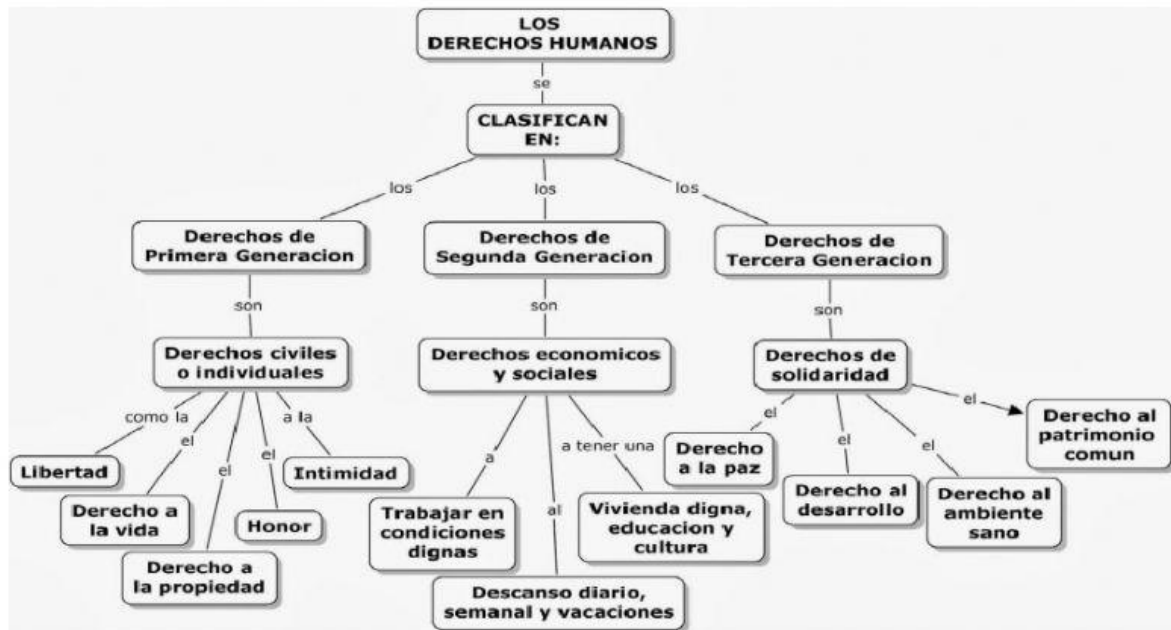 LOS
DERECHOS HUMANOS
se
CLASIFICAN
EN:
los
los
los
Derechos de
Primera Generacion
Derechos de
Segunda Generacion
Derechos de
Tercera Generacion
son
son
son
Derechos civiles
o individuales
Derechos economicos
y sociales
Derechos de
solidaridad
como la
el
el
el
a la
Libertad
Derecho a
la vida
Derecho a
la propiedad
Honor
Intimidad
a
al
a tener una
Trabajar en
condiciones
dignas
Descanso diario,
semanal y vacaciones
Vivienda digna,
educacion y
cultura
el
el
el
el
Derecho
a la paz
Derecho al
desarrollo
Derecho al
ambiente
sano
Derecho al
patrimonio
comun